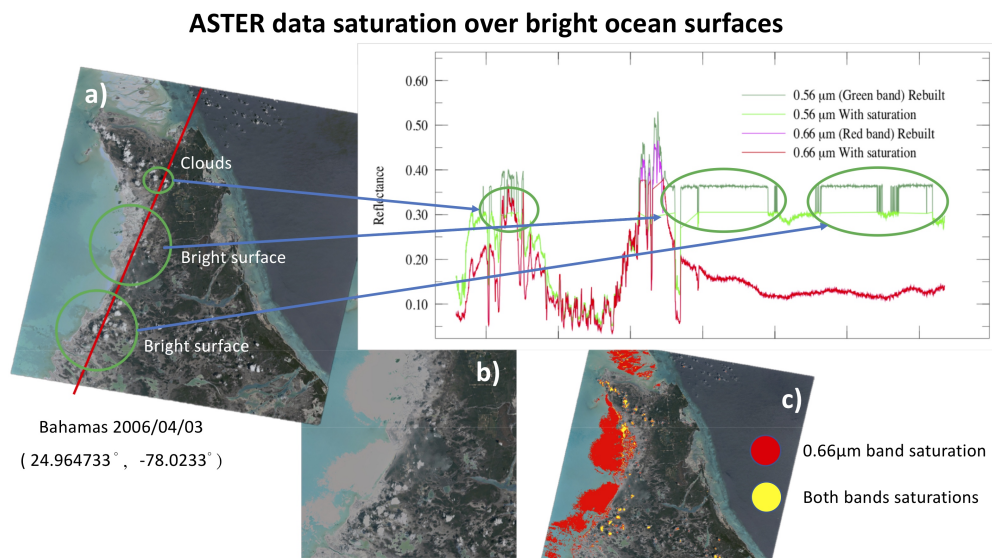 ASTER data saturation over bright ocean surfaces
a)
Clouds
Bright surface
Bright surface
Bahamas 2006/04/03
( 24.964733°, -78.0233°)
Reflectance
0.60
0.50
0.40
0.30
0.20
0.10
0.56 μm (Green band) Rebuilt
0.56 μm With saturation
0.66 μm (Red band) Rebuilt
0.66 μm With saturation
b)
c)
0.66μm band saturation
Both bands saturations